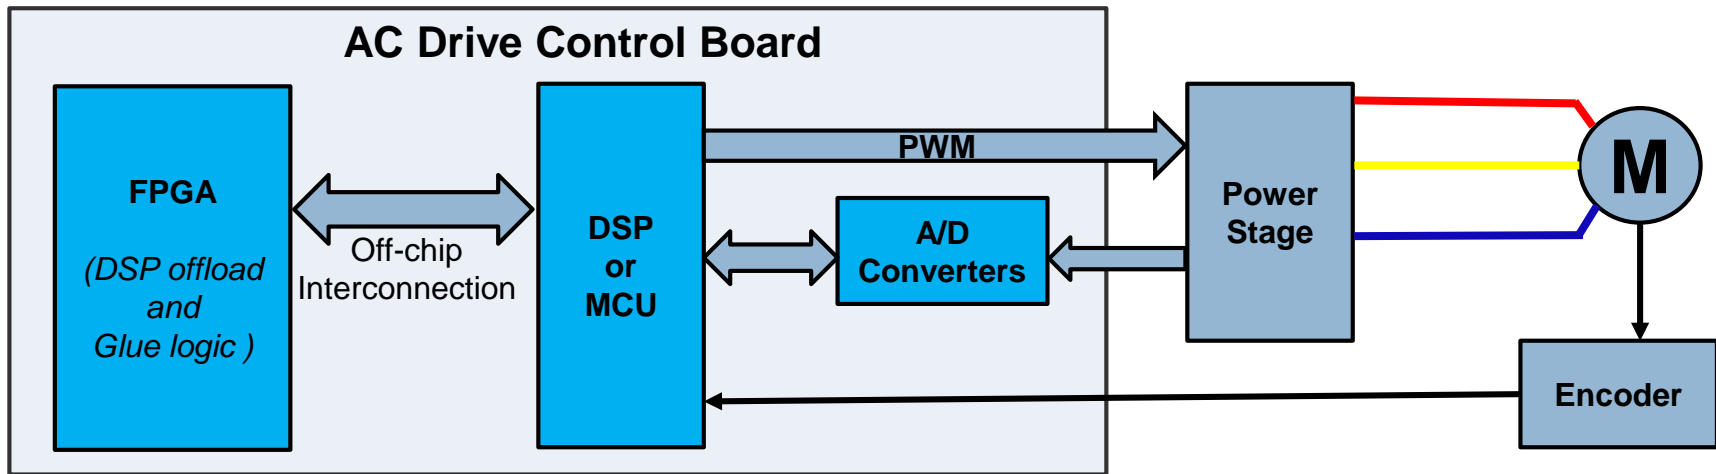 AC Drive Control Board
FPGA
(DSP offload
and
Glue logic )
Off-chip
Interconnection
DSP
or
MCU
PWM
A/D
Converters
Power
Stage
M
Encoder